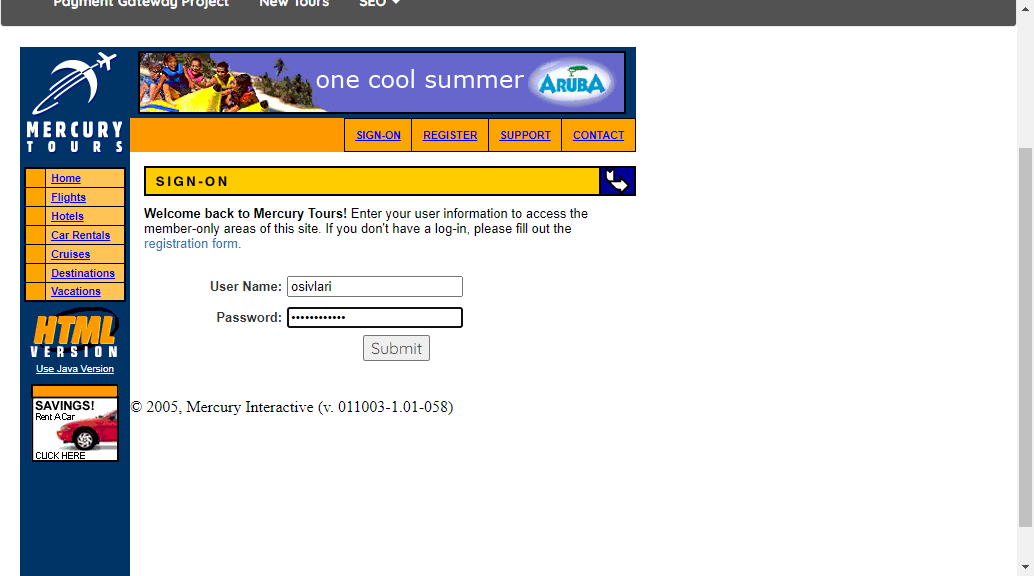 Payment Gateway Project New Tours SEO
one cool summer ARUBA
MERCURY
TOURS
SIGN-ON REGISTER SUPPORT CONTACT
SIGN-ON
Home
Flights
Hotels
Car Rentals
Cruises
Destinations
Vacations
Welcome back to Mercury Tours! Enter your user information to access the
member-only areas of this site. If you don't have a log-in, please fill out the
registration form.
User Name: osivlari
Password: ••••••••••••
Submit
HTML
VERSION
Use Java Version
SAVINGS!
Rent A Car
CLICK HERE
© 2005, Mercury Interactive (v. 011003-1.01-058)